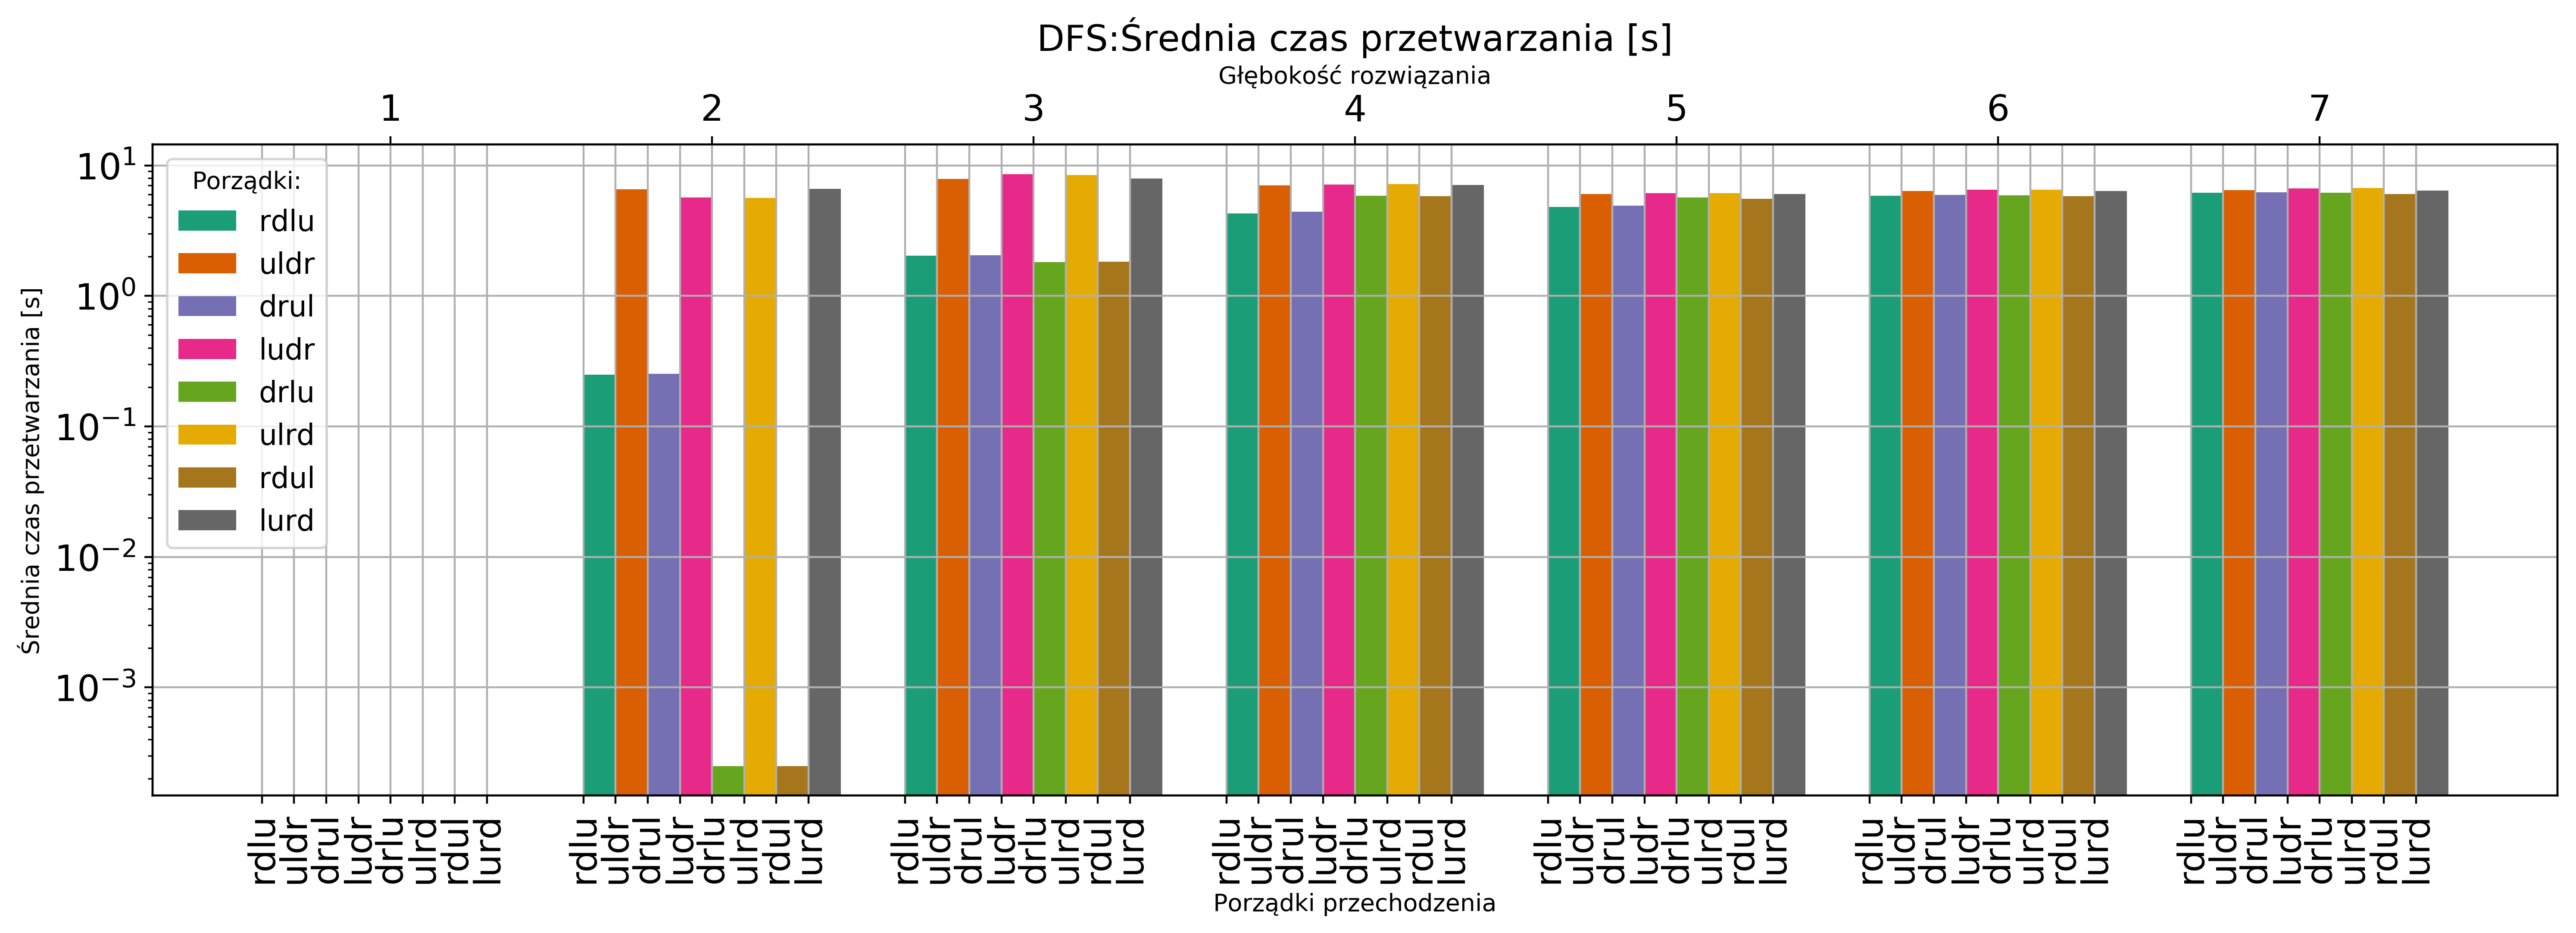 DFS:Średnia czas przetwarzania [s]
Głębokość rozwiązania
1 2 3 4 5 6 7
Średnia czas przetwarzania [s]
10¹
10⁰
10⁻¹
10⁻²
10⁻³
Porządki:
rdlu
uldr
drul
ludr
drlu
ulrd
rdul
lurd
rdlu uldr drul ludr drlu ulrd rdul lurd rdlu uldr drul ludr drlu ulrd rdul lurd rdlu uldr drul ludr drlu ulrd rdul lurd rdlu uldr drul ludr drlu ulrd rdul lurd rdlu uldr drul ludr drlu ulrd rdul lurd rdlu uldr drul ludr drlu ulrd rdul lurd rdlu uldr drul ludr drlu ulrd rdul lurd
Porządki przechodzenia